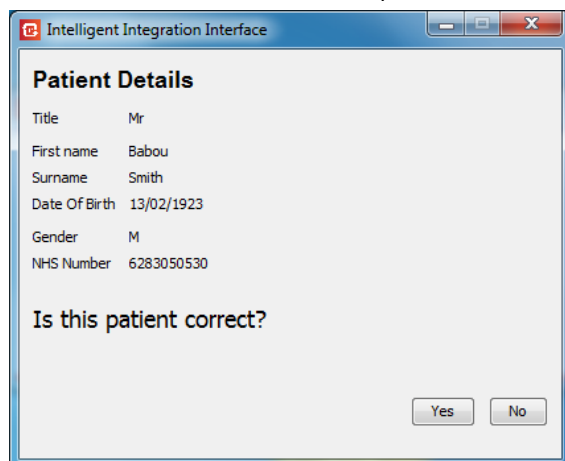 Intelligent Integration Interface
Patient Details
Title Mr
First name Babou
Surname Smith
Date Of Birth 13/02/1923
Gender M
NHS Number 6283050530
Is this patient correct?
Yes No